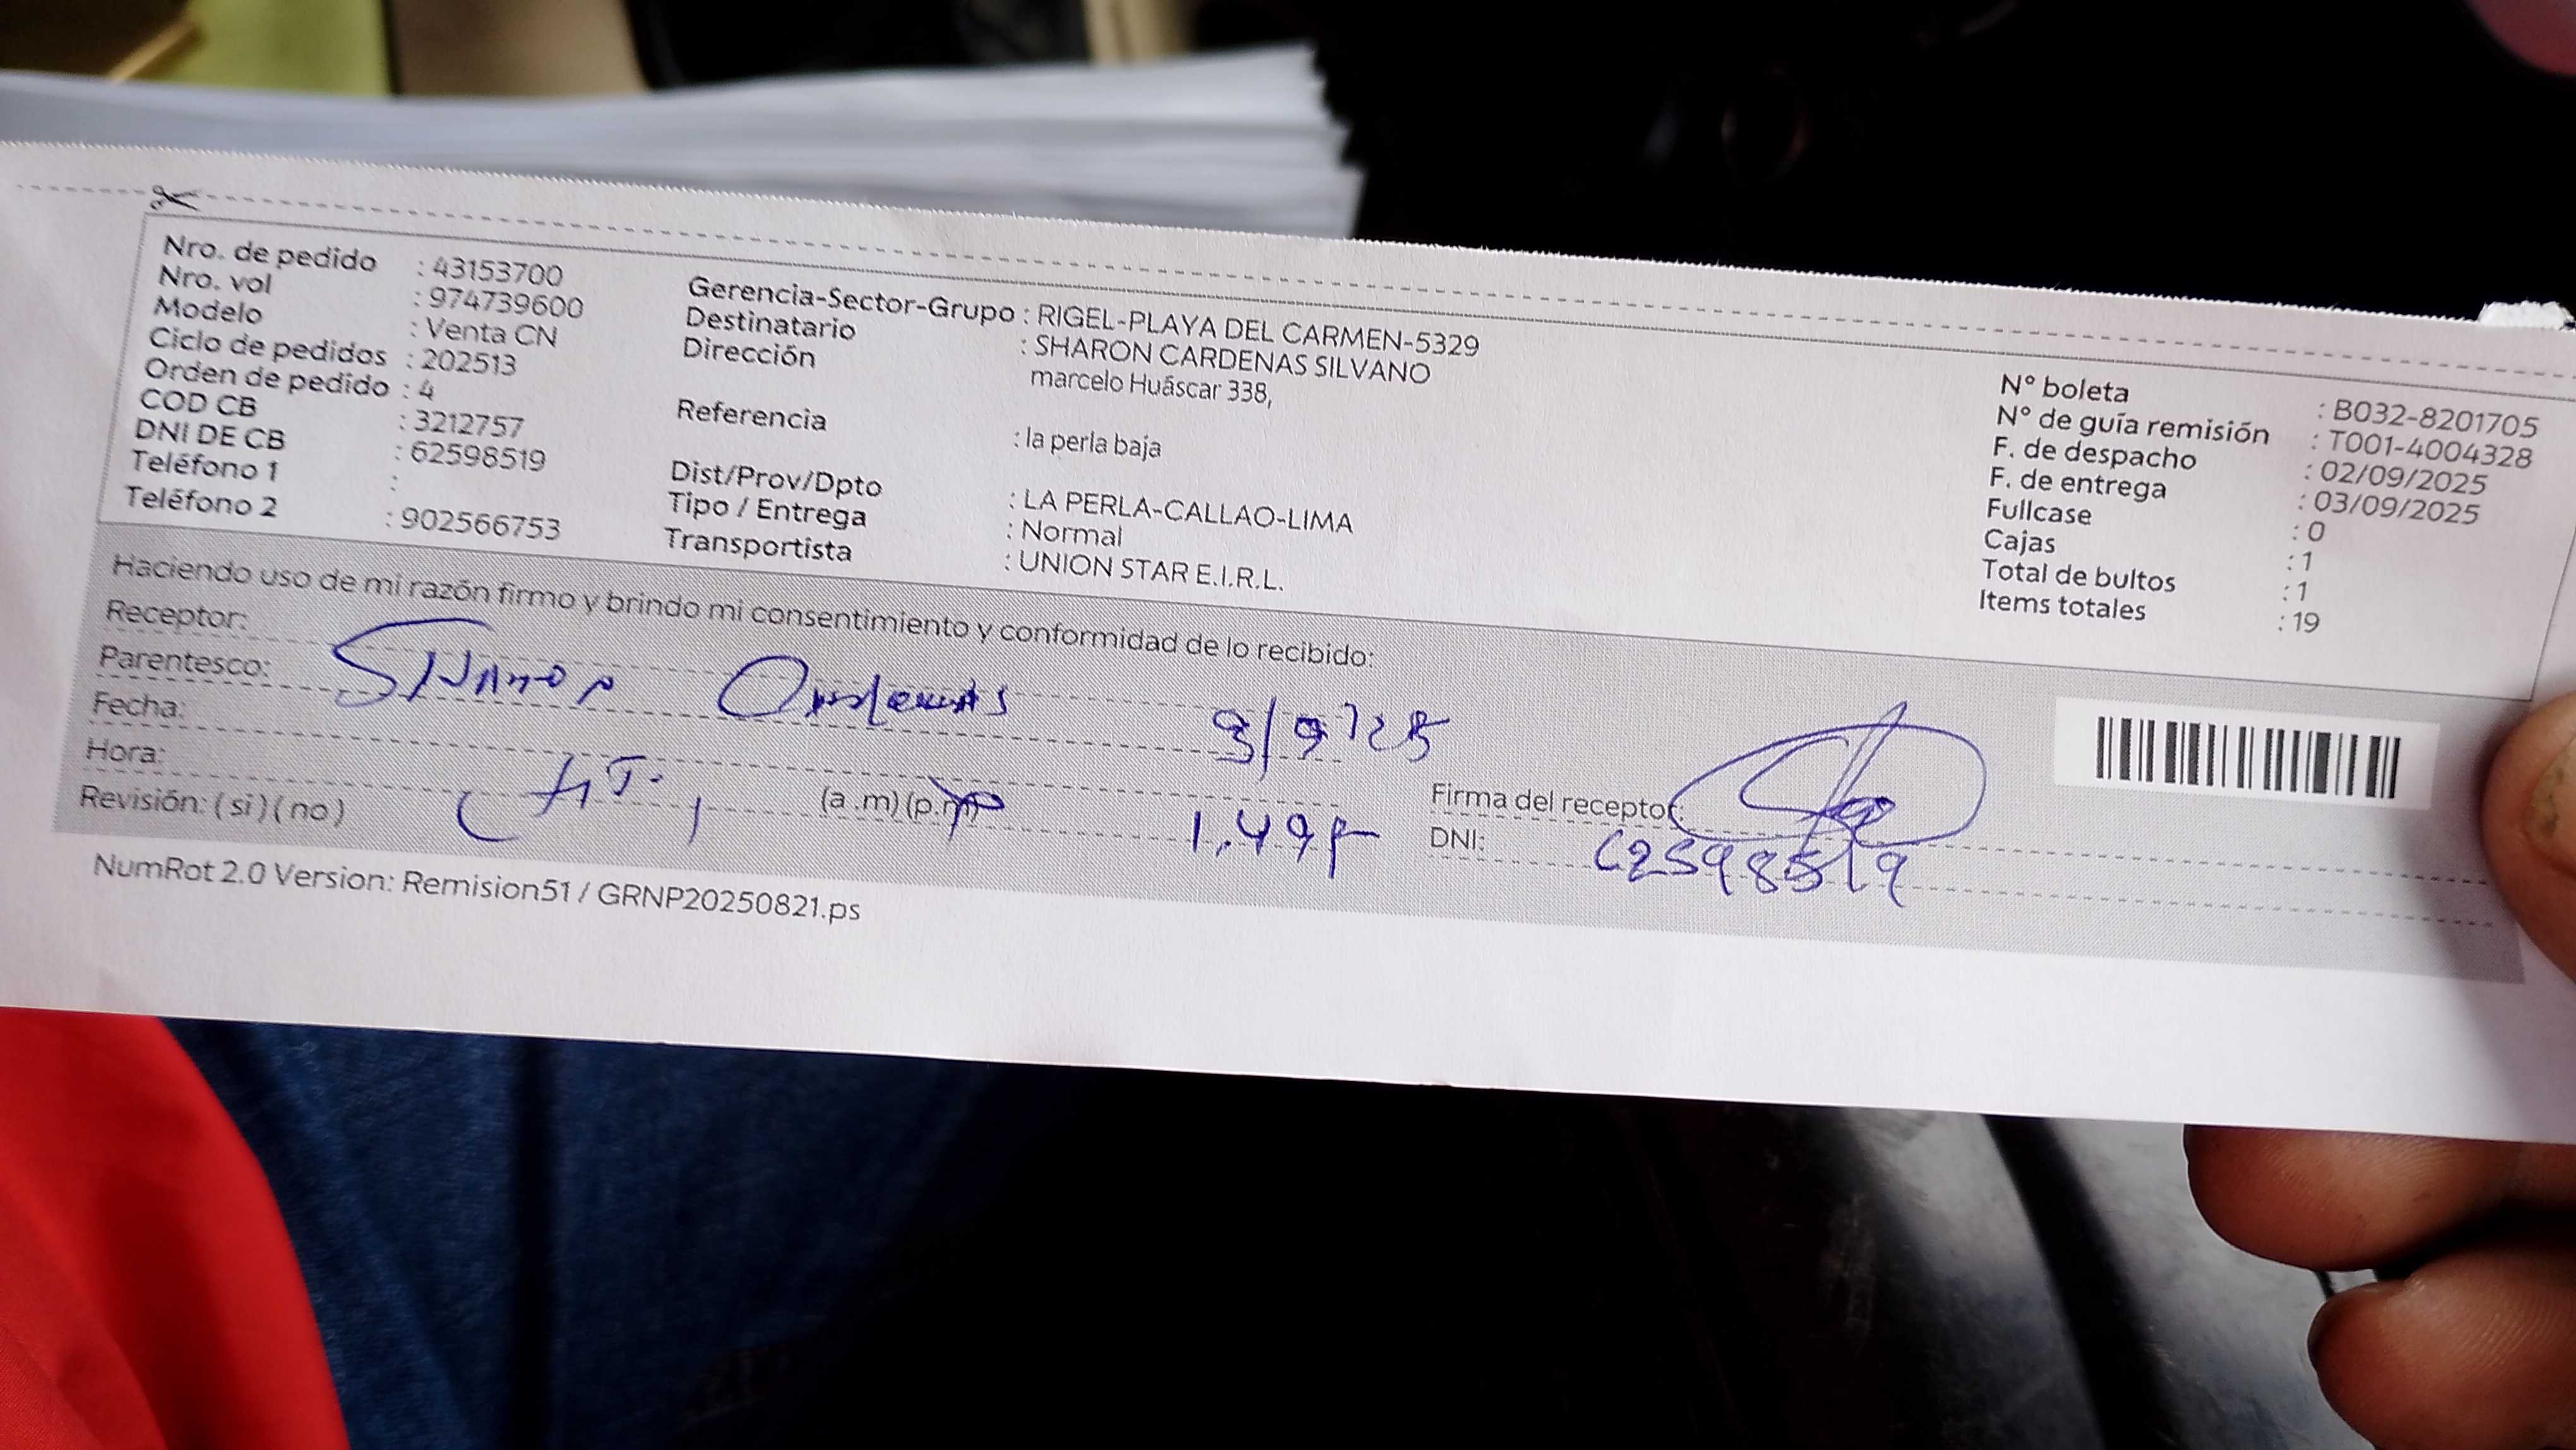 Nro. de pedido : 43153700
Nro. vol : 974739600
Modelo : Venta CN
Ciclo de pedidos : 202513
Orden de pedido : 4
COD CB : 3212757
DNI DE CB : 62598519
Teléfono 1 :
Teléfono 2 : 902566753
Gerencia-Sector-Grupo : RIGEL-PLAYA DEL CARMEN-5329
Destinatario : SHARON CARDENAS SILVANO
Dirección marcelo Huáscar 338,
Referencia : la perla baja
Dist/Prov/Dpto : LA PERLA-CALLAO-LIMA
Tipo / Entrega : Normal
Transportista : UNION STAR E.I.R.L.
N° boleta : B032-8201705
N° de guía remisión : T001-4004328
F. de despacho : 02/09/2025
F. de entrega : 03/09/2025
Fullcase : 0
Cajas : 1
Total de bultos : 1
Items totales : 19
Haciendo uso de mi razón firmo y brindo mi consentimiento y conformidad de lo recibido:
Receptor:
Parentesco: 3/9/25
Fecha:
Hora: (a.m) (p.m)
Revisión: ( si ) ( no ) 1.49p
Firma del receptor:
DNI: 62598519
NumRot 2.0 Version: Remision51 / GRNP20250821.ps